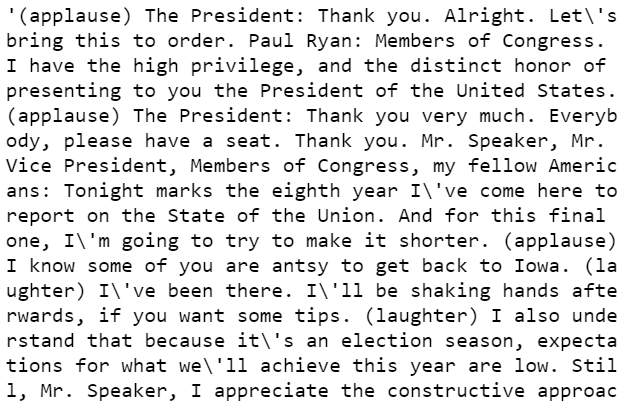 '(applause) The President: Thank you. Alright. Let\'s
bring this to order. Paul Ryan: Members of Congress.
I have the high privilege, and the distinct honor of
presenting to you the President of the United States.
(applause) The President: Thank you very much. Everyb
ody, please have a seat. Thank you. Mr. Speaker, Mr.
Vice President, Members of Congress, my fellow Americ
ans: Tonight marks the eighth year I\'ve come here to
report on the State of the Union. And for this final
one, I\'m going to try to make it shorter. (applause)
I know some of you are antsy to get back to Iowa. (la
ughter) I\'ve been there. I\'ll be shaking hands afte
rwards, if you want some tips. (laughter) I also unde
rstand that because it\'s an election season, expecta
tions for what we\'ll achieve this year are low. Stil
l, Mr. Speaker, I appreciate the constructive approac